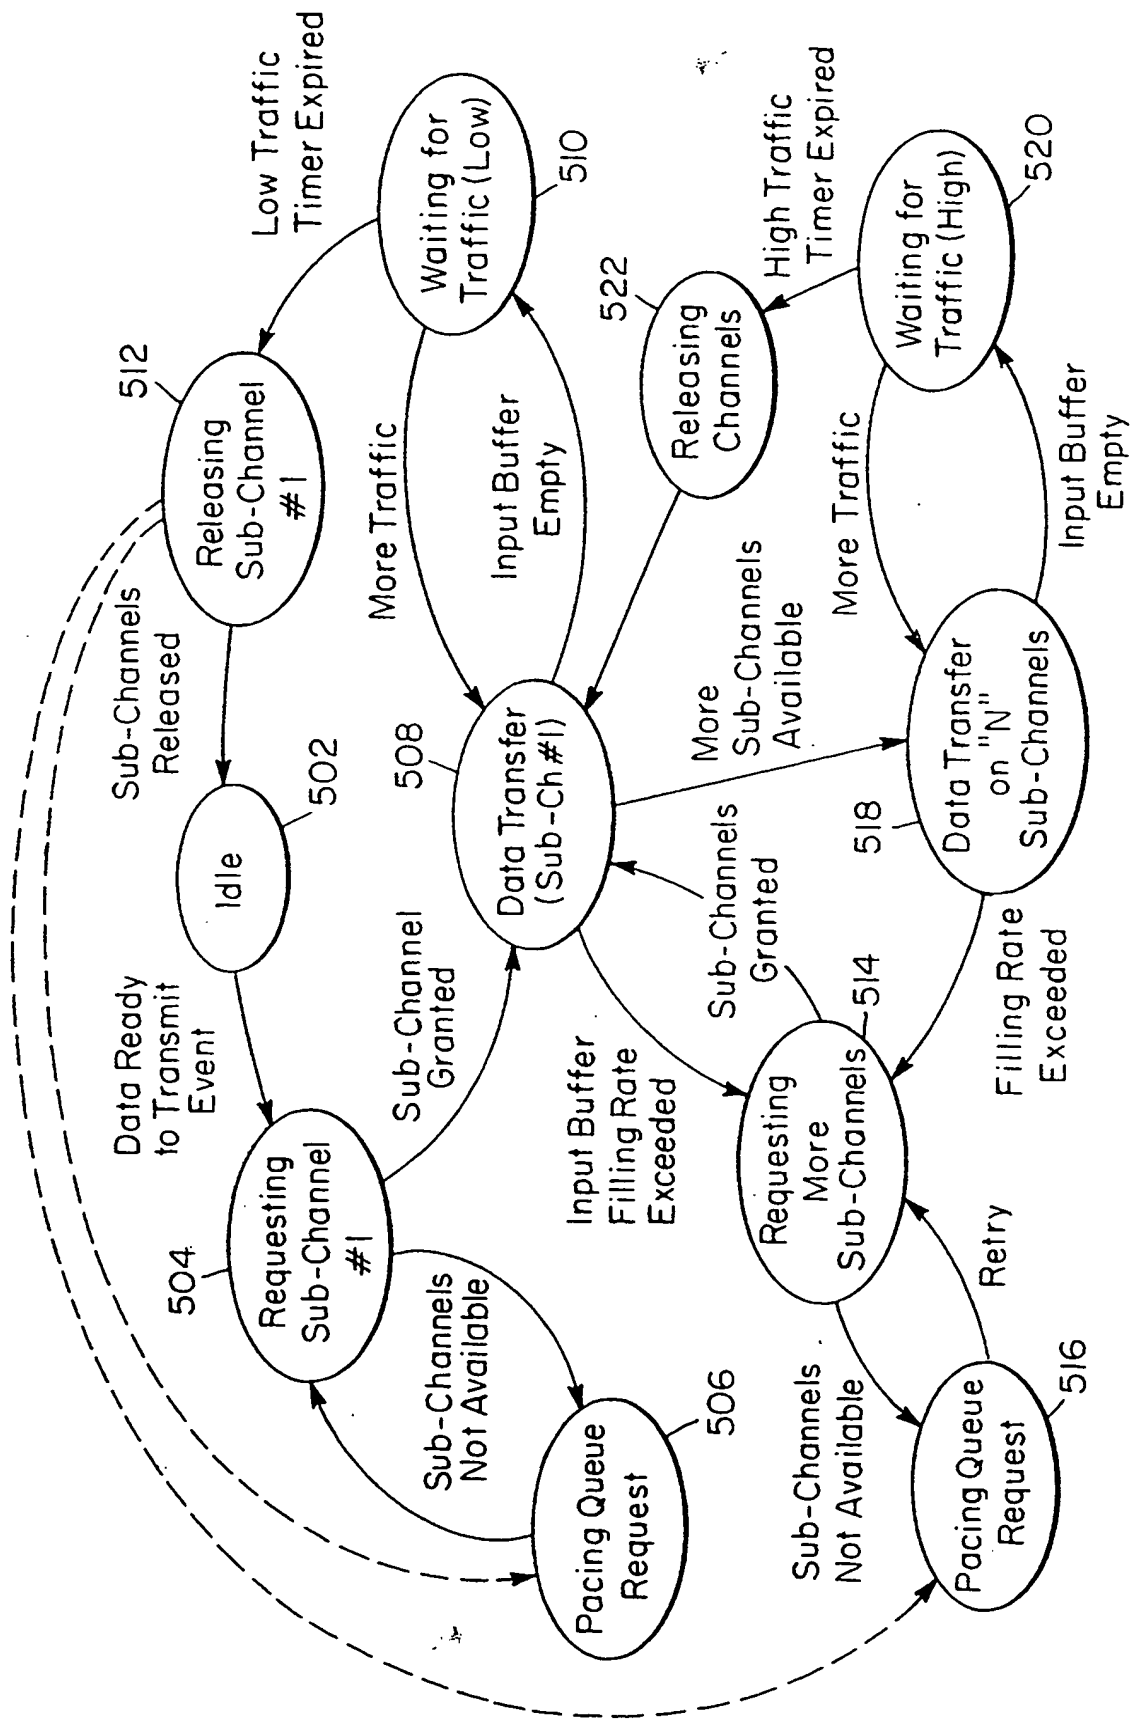 Low Traffic
Timer Expired
512
Releasing
Sub-Channel
#1
Sub-Channels
Released
Idle
502
Data Ready
to Transmit
Event
504
Requesting
Sub-Channel
#1
Waiting for
Traffic (Low)
510
More Traffic
Input Buffer
Empty
508
Data Transfer
(Sub-Ch#1)
Sub-Channel
Granted
Sub-Channels
Not Available
Pacing Queue
Request
506
High Traffic
Timer Expired
522
Releasing
Channels
More
Sub-Channels
Available
Sub-Channels
Granted
Input Buffer
Filling Rate
Exceeded
Requesting
More
Sub-Channels
514
Waiting for
Traffic (High)
520
More Traffic
Input Buffer
Empty
518
Data Transfer
on "N"
Sub-Channels
Filling Rate
Exceeded
Retry
Sub-Channels
Not Available
Pacing Queue
Request
516